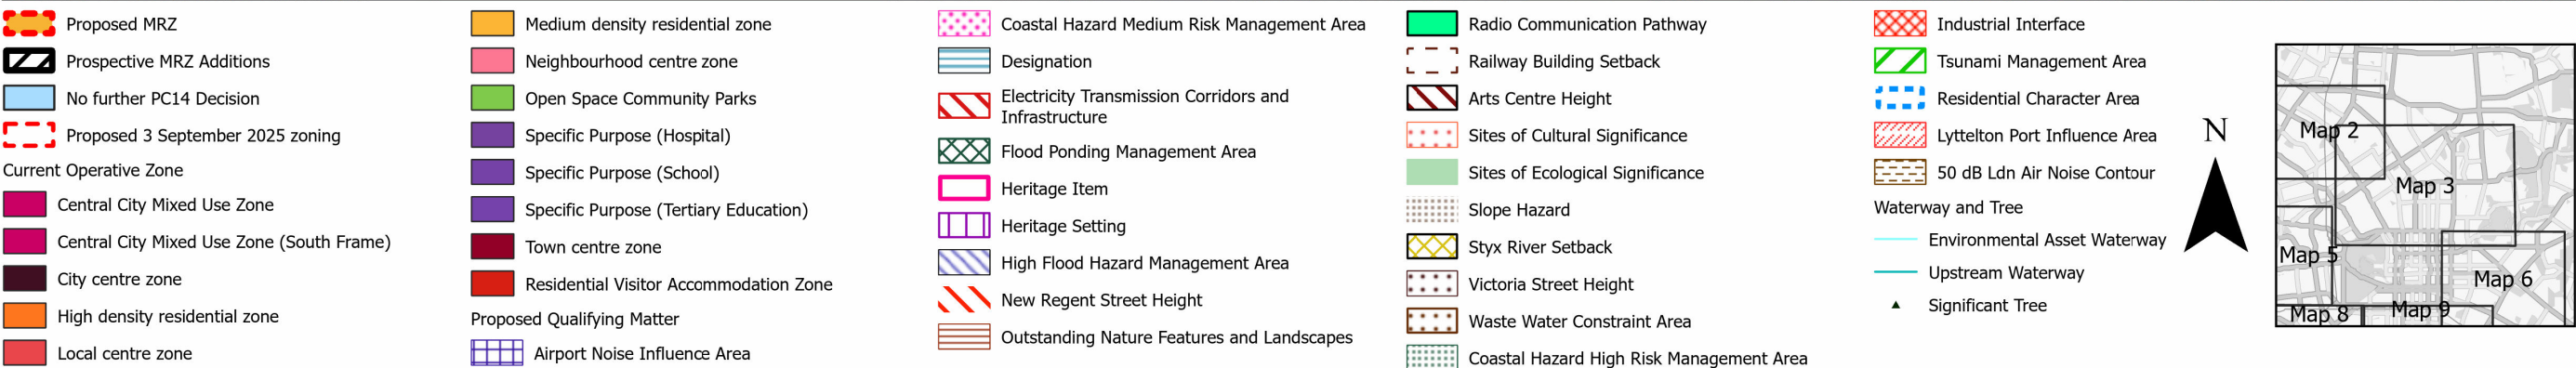 Proposed MRZ
Prospective MRZ Additions
No further PC14 Decision
Proposed 3 September 2025 zoning
Current Operative Zone
Central City Mixed Use Zone
Central City Mixed Use Zone (South Frame)
City centre zone
High density residential zone
Local centre zone
Medium density residential zone
Neighbourhood centre zone
Open Space Community Parks
Specific Purpose (Hospital)
Specific Purpose (School)
Specific Purpose (Tertiary Education)
Town centre zone
Residential Visitor Accommodation Zone
Proposed Qualifying Matter
Airport Noise Influence Area
Coastal Hazard Medium Risk Management Area
Designation
Electricity Transmission Corridors and
Infrastructure
Flood Ponding Management Area
Heritage Item
Heritage Setting
High Flood Hazard Management Area
New Regent Street Height
Outstanding Nature Features and Landscapes
Radio Communication Pathway
Railway Building Setback
Arts Centre Height
Sites of Cultural Significance
Sites of Ecological Significance
Slope Hazard
Styx River Setback
Victoria Street Height
Waste Water Constraint Area
Coastal Hazard High Risk Management Area
Industrial Interface
Tsunami Management Area
Residential Character Area
Lyttelton Port Influence Area
50 dB Ldn Air Noise Contour
Waterway and Tree
Environmental Asset Waterway
Upstream Waterway
Significant Tree
N
Map 2
Map 3
Map 5
Map 6
Map 8
Map 9